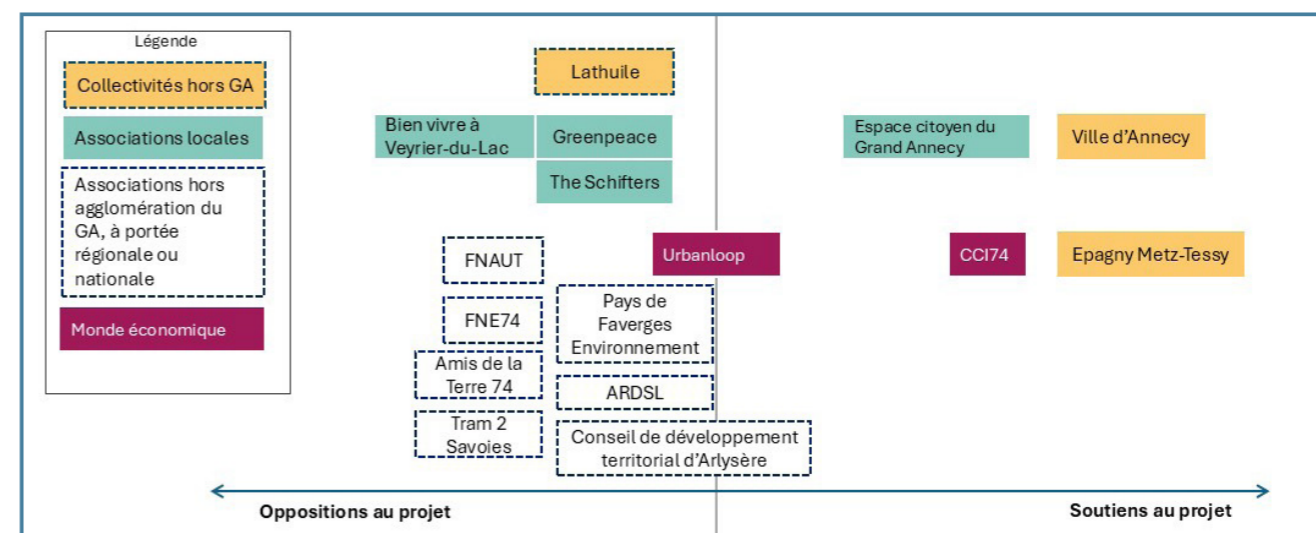 Légende
Collectivités hors GA
Associations locales
Associations hors
agglomération du
GA, à portée
régionale ou
nationale
Monde économique
Lathuile
Bien vivre à
Veyrier-du-Lac
Greenpeace
The Schifters
Espace citoyen du
Grand Annecy
Ville d’Annecy
FNAUT
Urbanloop
CCI74
Epagny Metz-Tessy
FNE74
Pays de
Faverges
Environnement
Amis de la
Terre 74
ARDSL
Tram 2
Savoies
Conseil de développement
territorial d’Arlysère
Oppositions au projet
Soutiens au projet